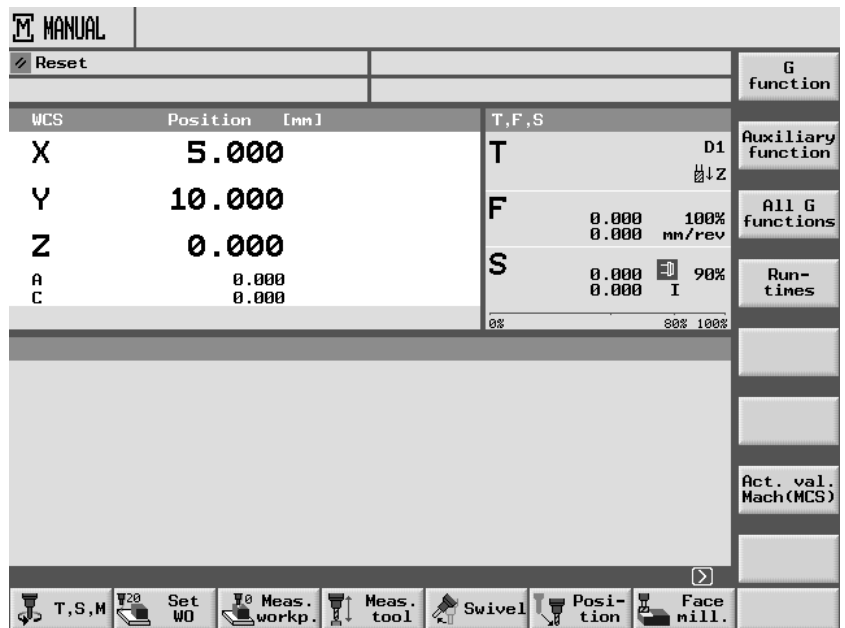 M MANUAL
Reset
WCS Position [mm]
X 5.000
Y 10.000
Z 0.000
A 0.000
C 0.000
T,F,S
T D1
Z
F 0.000 100%
0.000 mm/rev
S 0.000 90%
0.000 I
0% 80% 100%
G
function
Auxiliary
function
All G
functions
Run-
times
Act. val.
Mach(MCS)
T,S,M
20 Set
WO
0 Meas.
workp.
Meas.
tool
Swivel
Posi-
tion
Face
mill.